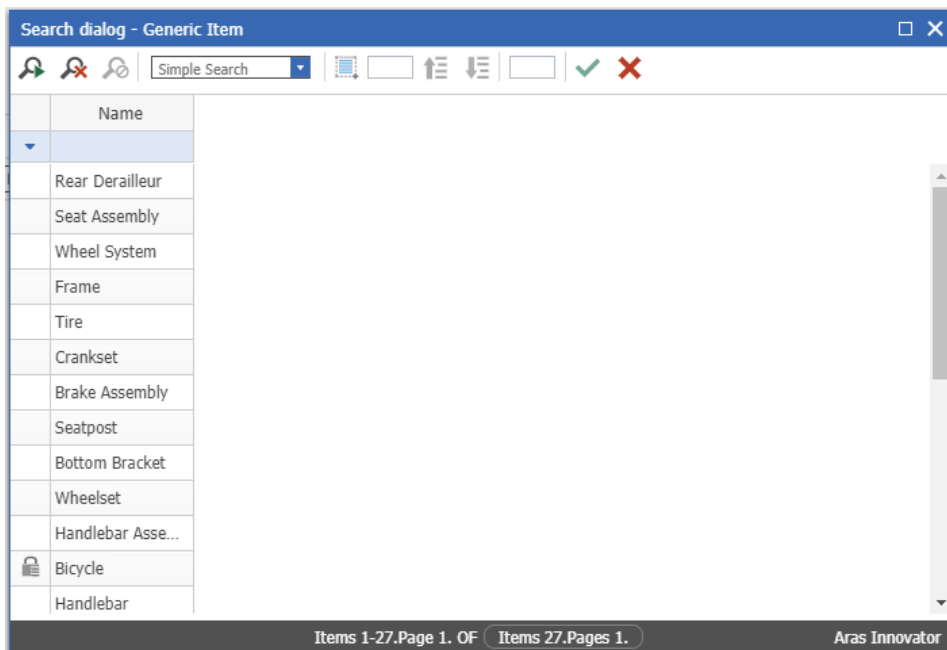 Search dialog - Generic Item
Simple Search
Name
Rear Derailleur
Seat Assembly
Wheel System
Frame
Tire
Crankset
Brake Assembly
Seatpost
Bottom Bracket
Wheelset
Handlebar Asse...
Bicycle
Handlebar
Items 1-27.Page 1. OF Items 27.Pages 1. Aras Innovator